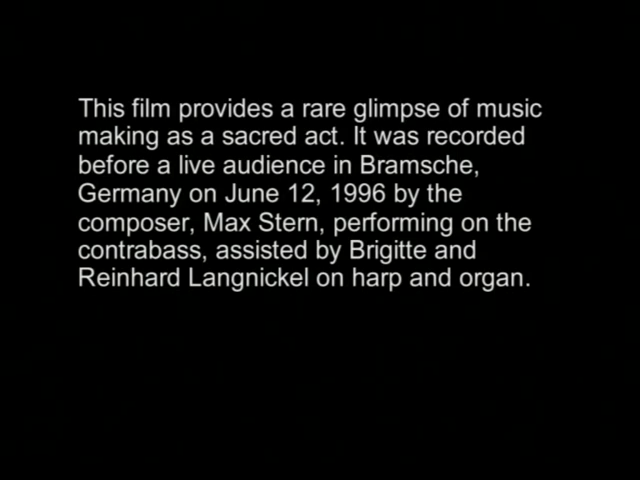 This film provides a rare glimpse of music
making as a sacred act. It was recorded
before a live audience in Bramsche,
Germany on June 12, 1996 by the
composer, Max Stern, performing on the
contrabass, assisted by Brigitte and
Reinhard Langnickel on harp and organ.